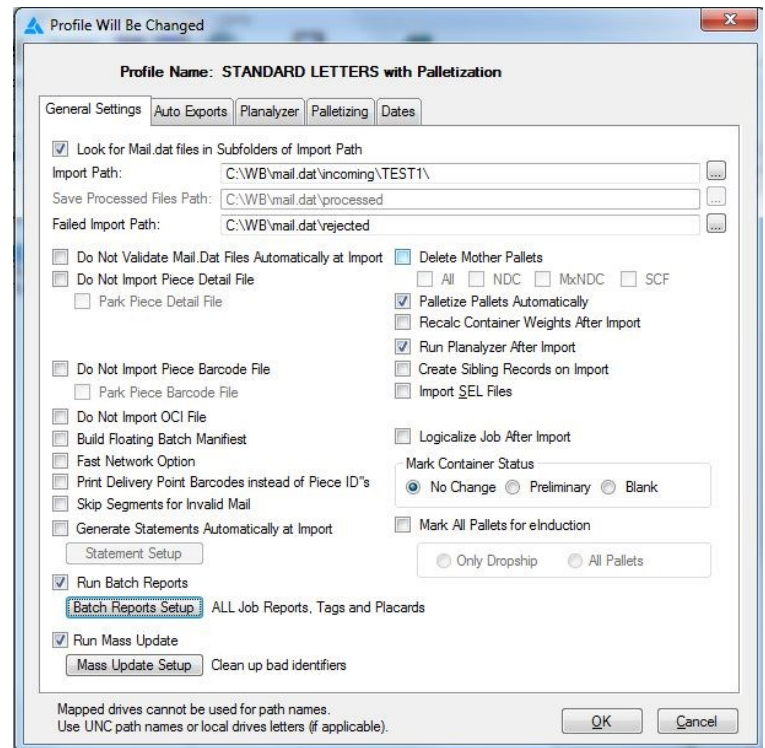 Profile Will Be Changed
Profile Name: STANDARD LETTERS with Palletization
General Settings Auto Exports Planalyzer Palletizing Dates
Look for Mail.dat files in Subfolders of Import Path
Import Path: C:\WB\mail.dat\incoming\TEST1\ ...
Save Processed Files Path: C:\WB\mail.dat\processed ...
Failed Import Path: C:\WB\mail.dat\rejected ...
Do Not Validate Mail.Dat Files Automatically at Import
Do Not Import Piece Detail File
Park Piece Detail File
Do Not Import Piece Barcode File
Park Piece Barcode File
Do Not Import OCI File
Build Floating Batch Manifiest
Fast Network Option
Print Delivery Point Barcodes instead of Piece ID"s
Skip Segments for Invalid Mail
Generate Statements Automatically at Import
Statement Setup
Run Batch Reports
Batch Reports Setup ALL Job Reports, Tags and Placards
Run Mass Update
Mass Update Setup Clean up bad identifiers
Delete Mother Pallets
All NDC MxNDC SCF
Palletize Pallets Automatically
Recalc Container Weights After Import
Run Planalyzer After Import
Create Sibling Records on Import
Import SEL Files
Logicalize Job After Import
Mark Container Status
No Change Preliminary Blank
Mark All Pallets for eInduction
Only Dropship All Pallets
Mapped drives cannot be used for path names.
Use UNC path names or local drives letters (if applicable).
OK Cancel